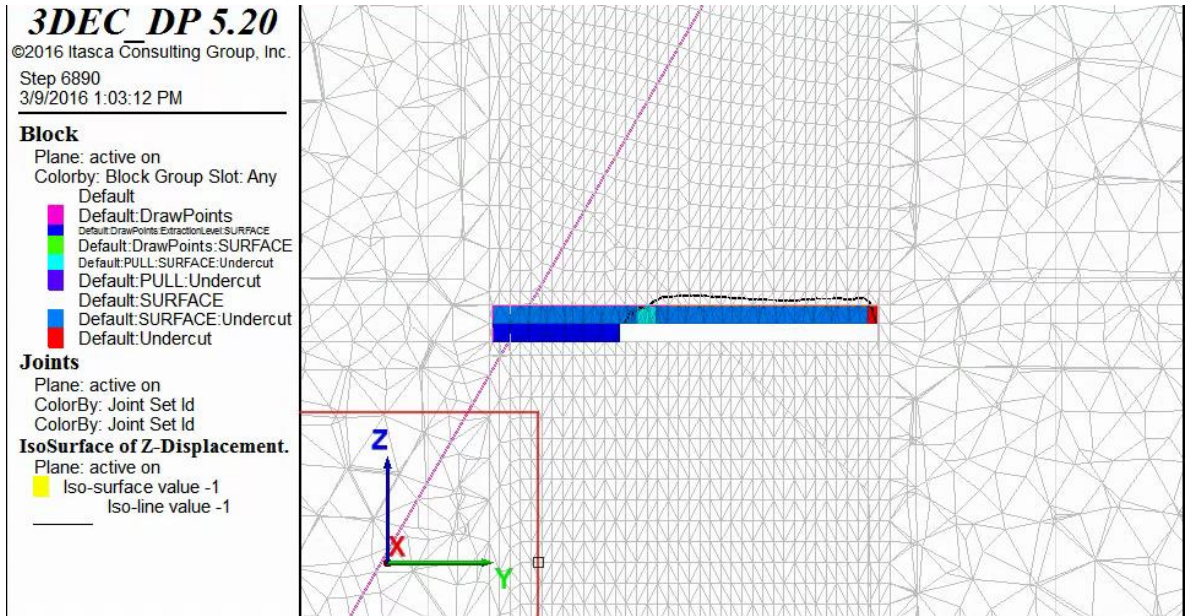 3DEC_DP 5.20
©2016 Itasca Consulting Group, Inc.
Step 6890
3/9/2016 1:03:12 PM
Block
Plane: active on
Colorby: Block Group Slot: Any
Default
Default:DrawPoints
Default:DrawPoints:ExtractionLevel:SURFACE
Default:DrawPoints:SURFACE
Default:PULL:SURFACE:Undercut
Default:PULL:Undercut
Default:SURFACE
Default:SURFACE:Undercut
Default:Undercut
Joints
Plane: active on
ColorBy: Joint Set Id
ColorBy: Joint Set Id
IsoSurface of Z-Displacement.
Plane: active on
Iso-surface value -1
Iso-line value -1
Z
X
Y